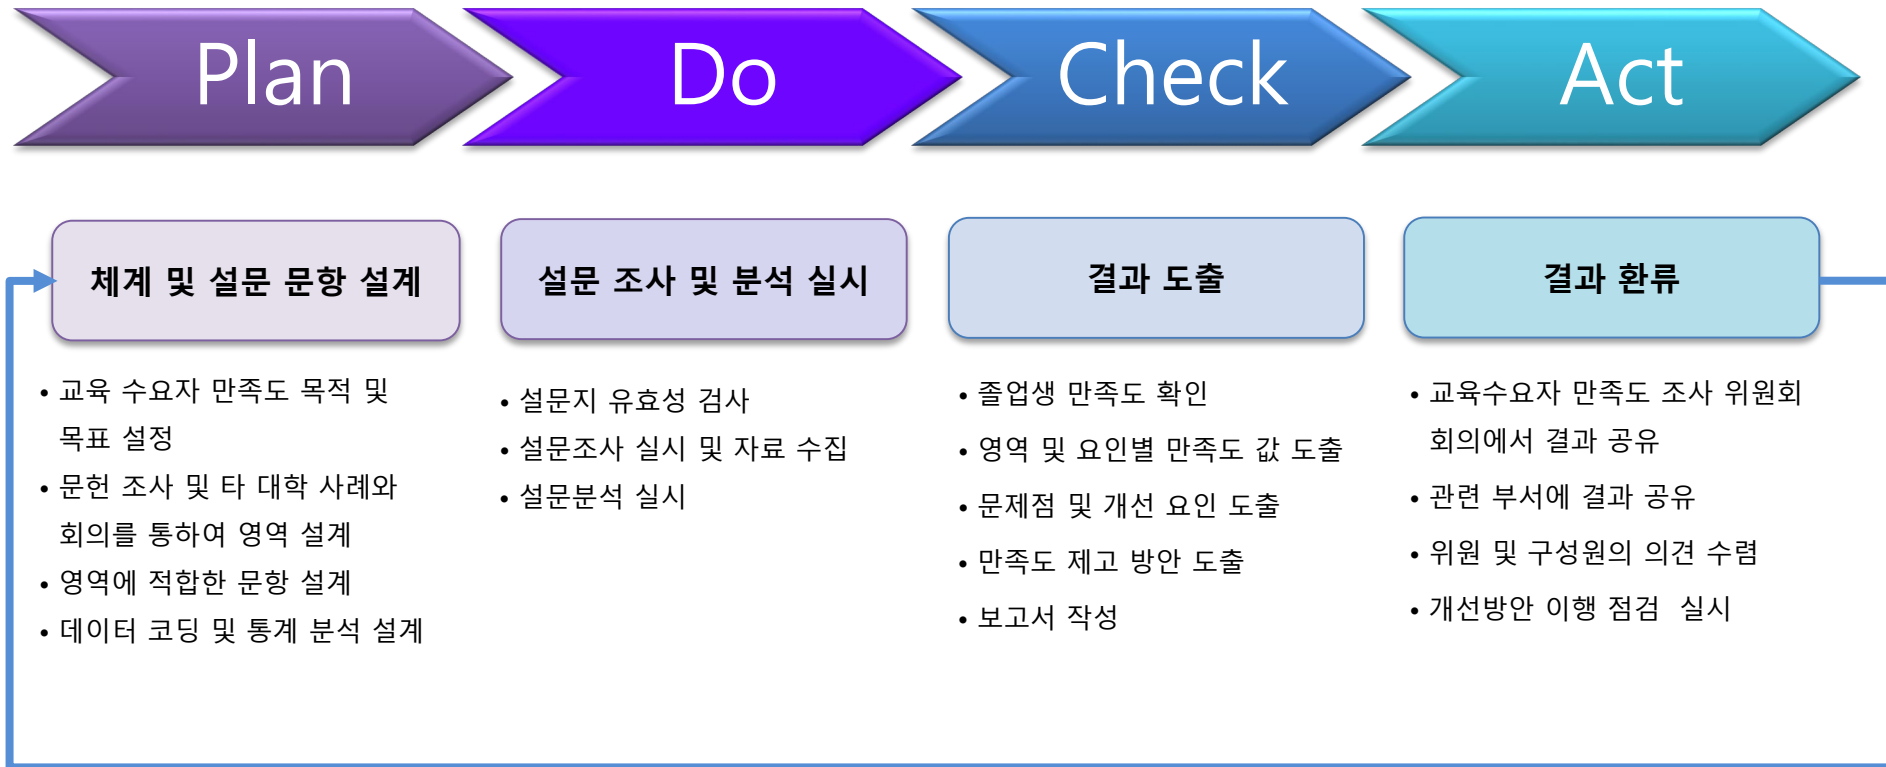 Plan
Do
Check
Act
체계 및 설문 문항 설계
설문 조사 및 분석 실시
결과 도출
결과 환류
• 교육 수요자 만족도 목적 및
목표 설정
• 문헌 조사 및 타 대학 사례와
회의를 통하여 영역 설계
• 영역에 적합한 문항 설계
• 데이터 코딩 및 통계 분석 설계
• 설문지 유효성 검사
• 설문조사 실시 및 자료 수집
• 설문분석 실시
• 졸업생 만족도 확인
• 영역 및 요인별 만족도 값 도출
• 문제점 및 개선 요인 도출
• 만족도 제고 방안 도출
• 보고서 작성
• 교육수요자 만족도 조사 위원회
회의에서 결과 공유
• 관련 부서에 결과 공유
• 위원 및 구성원의 의견 수렴
• 개선방안 이행 점검  실시